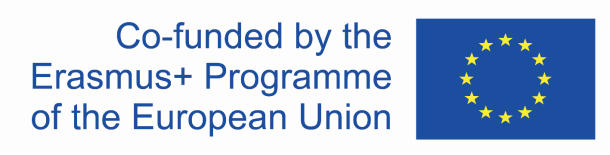 Co-funded by the
Erasmus+ Programme
of the European Union